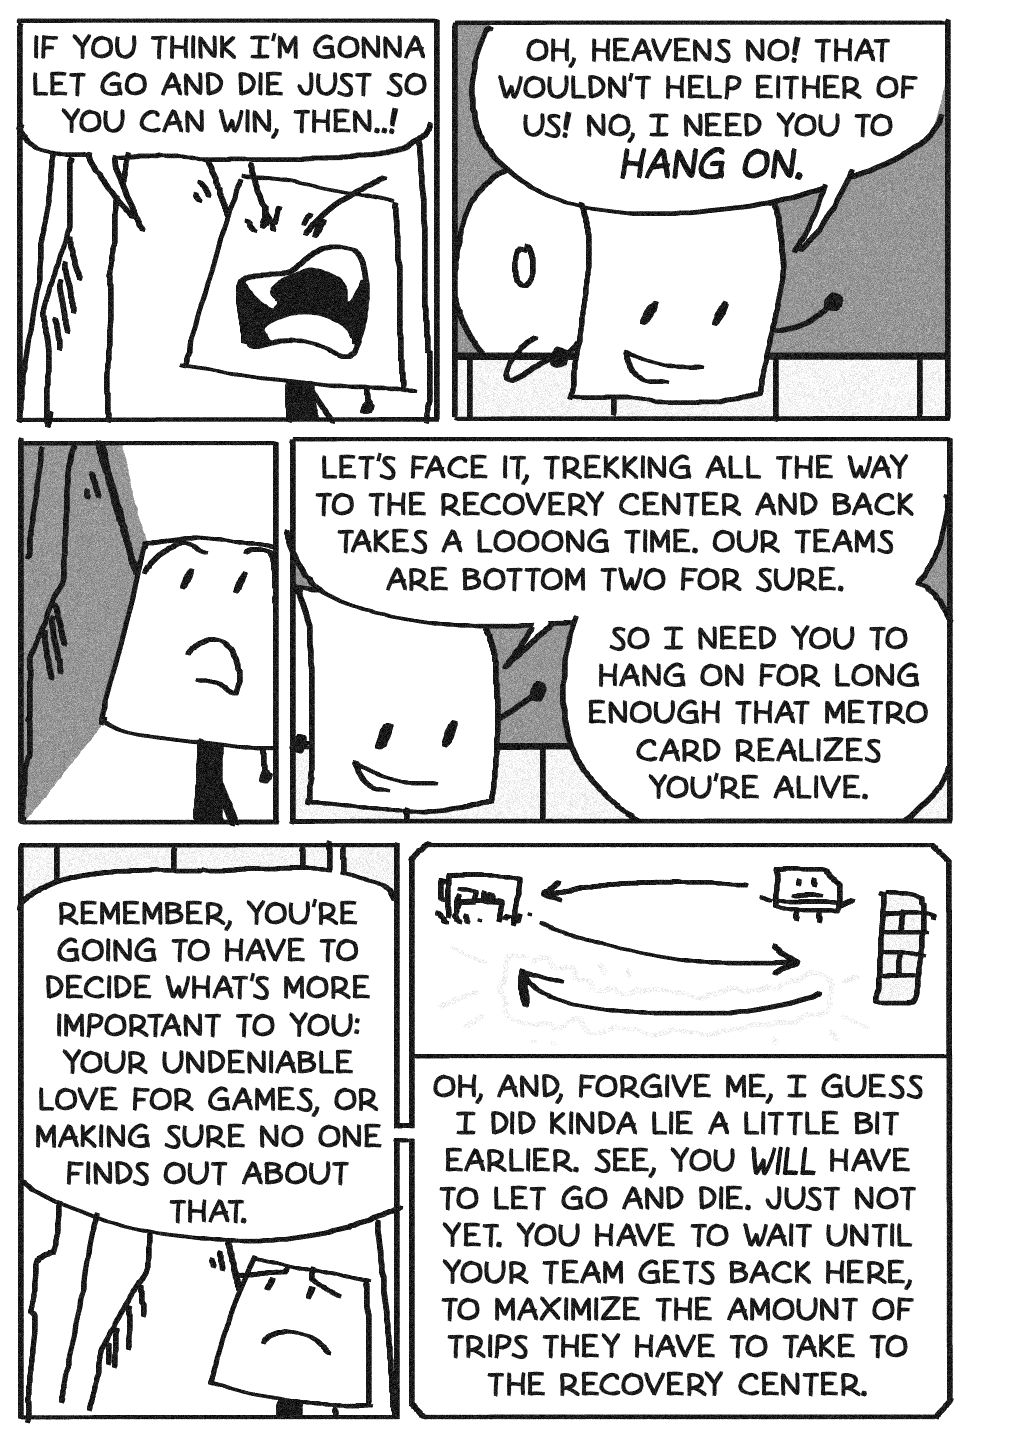 IF YOU THINK I'M GONNA
LET GO AND DIE JUST SO
YOU CAN WIN, THEN..!
OH, HEAVENS NO! THAT
WOULDN'T HELP EITHER OF
US! NO, I NEED YOU TO
HANG ON.
LET'S FACE IT, TREKKING ALL THE WAY
TO THE RECOVERY CENTER AND BACK
TAKES A LOOONG TIME. OUR TEAMS
ARE BOTTOM TWO FOR SURE.
SO I NEED YOU TO
HANG ON FOR LONG
ENOUGH THAT METRO
CARD REALIZES
YOU'RE ALIVE.
REMEMBER, YOU'RE
GOING TO HAVE TO
DECIDE WHAT'S MORE
IMPORTANT TO YOU:
YOUR UNDENIABLE
LOVE FOR GAMES, OR
MAKING SURE NO ONE
FINDS OUT ABOUT
THAT.
OH, AND, FORGIVE ME, I GUESS
I DID KINDA LIE A LITTLE BIT
EARLIER. SEE, YOU WILL HAVE
TO LET GO AND DIE. JUST NOT
YET. YOU HAVE TO WAIT UNTIL
YOUR TEAM GETS BACK HERE,
TO MAXIMIZE THE AMOUNT OF
TRIPS THEY HAVE TO TAKE TO
THE RECOVERY CENTER.